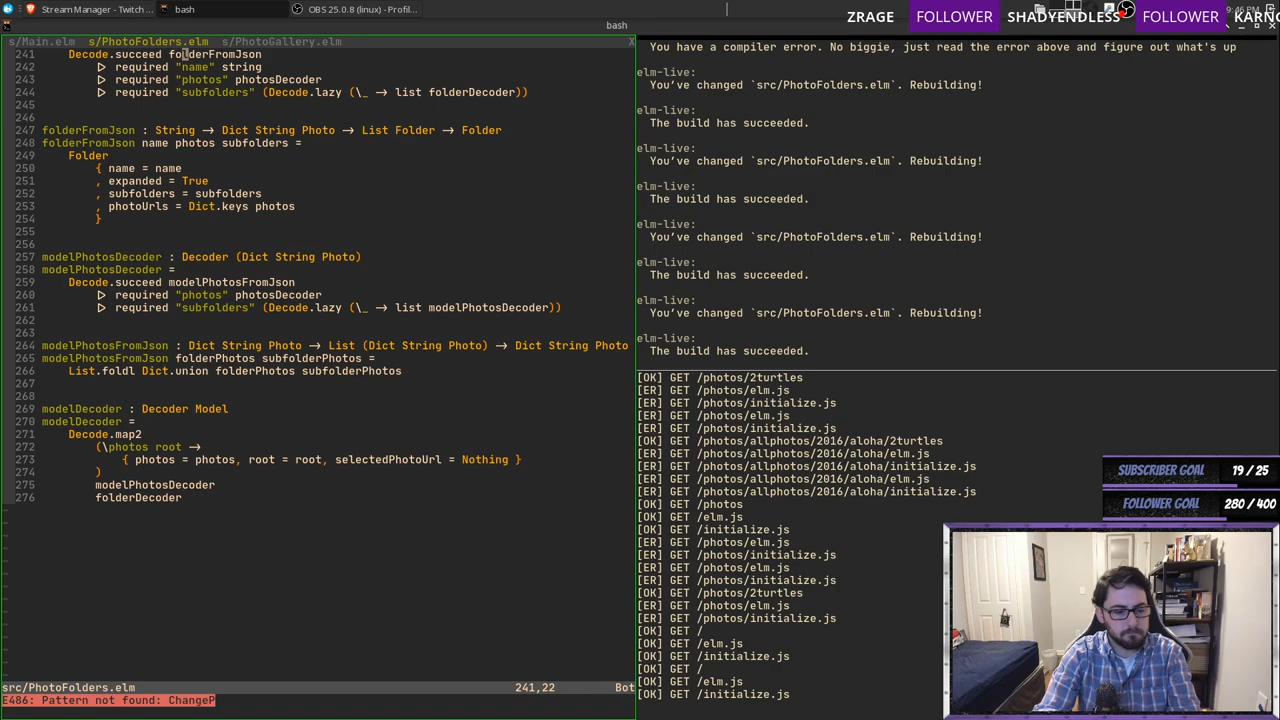 Stream Manager - Twitch ...
bash
OBS 25.0.8 (linux) - Profil...
9:46 PM
ZRAGE FOLLOWER SHADYENDLESS FOLLOWER KARNO
bash
s/Main.elm s/PhotoFolders.elm s/PhotoGallery.elm X
241 Decode.succeed folderFromJson
242 |> required "name" string
243 |> required "photos" photosDecoder
244 |> required "subfolders" (Decode.lazy (\_ -> list folderDecoder))
245
246
247 folderFromJson : String -> Dict String Photo -> List Folder -> Folder
248 folderFromJson name photos subfolders =
249 Folder
250 { name = name
251 , expanded = True
252 , subfolders = subfolders
253 , photoUrls = Dict.keys photos
254 }
255
256
257 modelPhotosDecoder : Decoder (Dict String Photo)
258 modelPhotosDecoder =
259 Decode.succeed modelPhotosFromJson
260 |> required "photos" photosDecoder
261 |> required "subfolders" (Decode.lazy (\_ -> list modelPhotosDecoder))
262
263
264 modelPhotosFromJson : Dict String Photo -> List (Dict String Photo) -> Dict String Photo
265 modelPhotosFromJson folderPhotos subfolderPhotos =
266 List.foldl Dict.union folderPhotos subfolderPhotos
267
268
269 modelDecoder : Decoder Model
270 modelDecoder =
271 Decode.map2
272 (\photos root ->
273 { photos = photos, root = root, selectedPhotoUrl = Nothing }
274 )
275 modelPhotosDecoder
276 folderDecoder
~
~
~
~
~
~
~
~
~
~
~
~
~
~
src/PhotoFolders.elm 241,22 Bot
E486: Pattern not found: ChangeP
You have a compiler error. No biggie, just read the error above and figure out what's up
elm-live:
You've changed `src/PhotoFolders.elm`. Rebuilding!
elm-live:
The build has succeeded.
elm-live:
You've changed `src/PhotoFolders.elm`. Rebuilding!
elm-live:
The build has succeeded.
elm-live:
You've changed `src/PhotoFolders.elm`. Rebuilding!
elm-live:
The build has succeeded.
elm-live:
You've changed `src/PhotoFolders.elm`. Rebuilding!
elm-live:
The build has succeeded.
[OK] GET /photos/2turtles
[ER] GET /photos/elm.js
[ER] GET /photos/initialize.js
[ER] GET /photos/elm.js
[ER] GET /photos/initialize.js
[OK] GET /photos/allphotos/2016/aloha/2turtles
[ER] GET /photos/allphotos/2016/aloha/elm.js
[ER] GET /photos/allphotos/2016/aloha/initialize.js
[ER] GET /photos/allphotos/2016/aloha/elm.js
[ER] GET /photos/allphotos/2016/aloha/initialize.js
[OK] GET /photos
[OK] GET /elm.js
[OK] GET /initialize.js
[ER] GET /photos/elm.js
[ER] GET /photos/initialize.js
[ER] GET /photos/elm.js
[ER] GET /photos/initialize.js
[OK] GET /photos/2turtles
[ER] GET /photos/elm.js
[ER] GET /photos/initialize.js
[OK] GET /
[OK] GET /elm.js
[OK] GET /initialize.js
[OK] GET /
[OK] GET /elm.js
[OK] GET /initialize.js
SUBSCRIBER GOAL 19 / 25
FOLLOWER GOAL 280 / 400